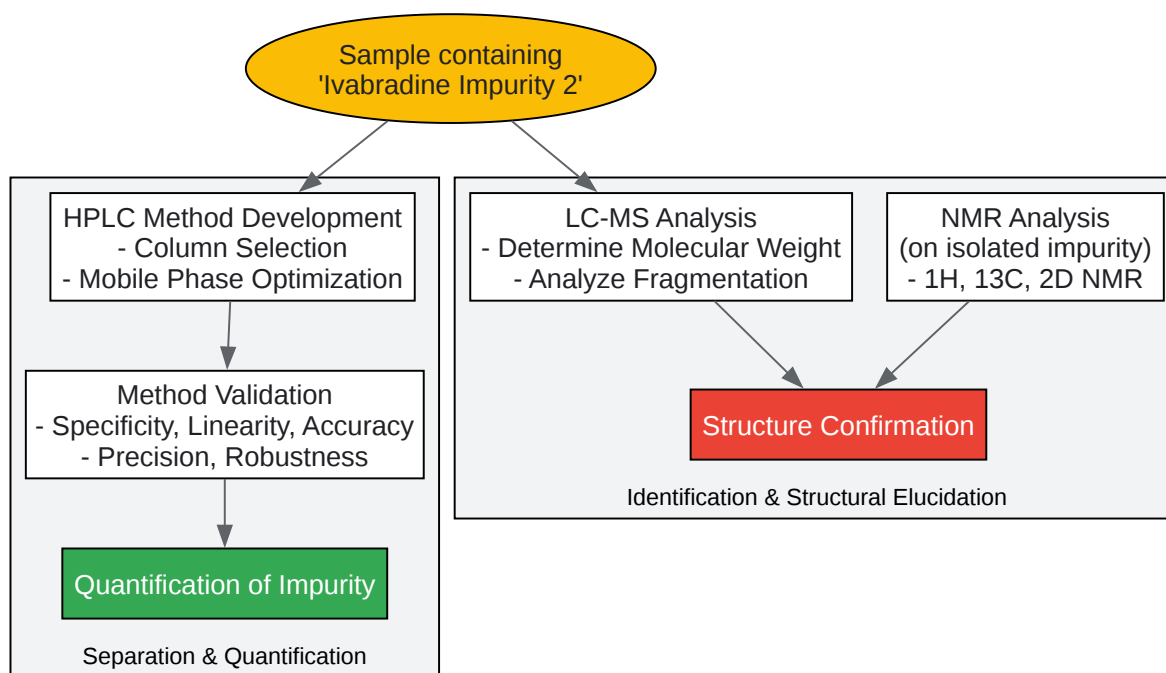 Sample containing
'Ivabradine Impurity 2'
HPLC Method Development
- Column Selection
- Mobile Phase Optimization
Method Validation
- Specificity, Linearity, Accuracy
- Precision, Robustness
Quantification of Impurity
Separation & Quantification
LC-MS Analysis
- Determine Molecular Weight
- Analyze Fragmentation
NMR Analysis
(on isolated impurity)
- 1H, 13C, 2D NMR
Structure Confirmation
Identification & Structural Elucidation